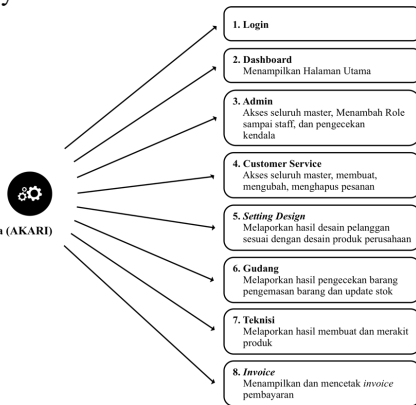 1. Login
2. Dashboard
Menampilkan Halaman Utama
3. Admin
Akses seluruh master, Menambah Role
sampai staff, dan pengecekan
kendala
4. Customer Service
Akses seluruh master, membuat,
mengubah, menghapus pesanan
(AKARI)
5. Setting Design
Melaporkan hasil desain pelanggan
sesuai dengan desain produk perusahaan
6. Gudang
Melaporkan hasil pengecekan barang
pengemasan barang dan update stok
7. Teknisi
Melaporkan hasil membuat dan merakit
produk
8. Invoice
Menampilkan dan mencetak invoice
pembayaran